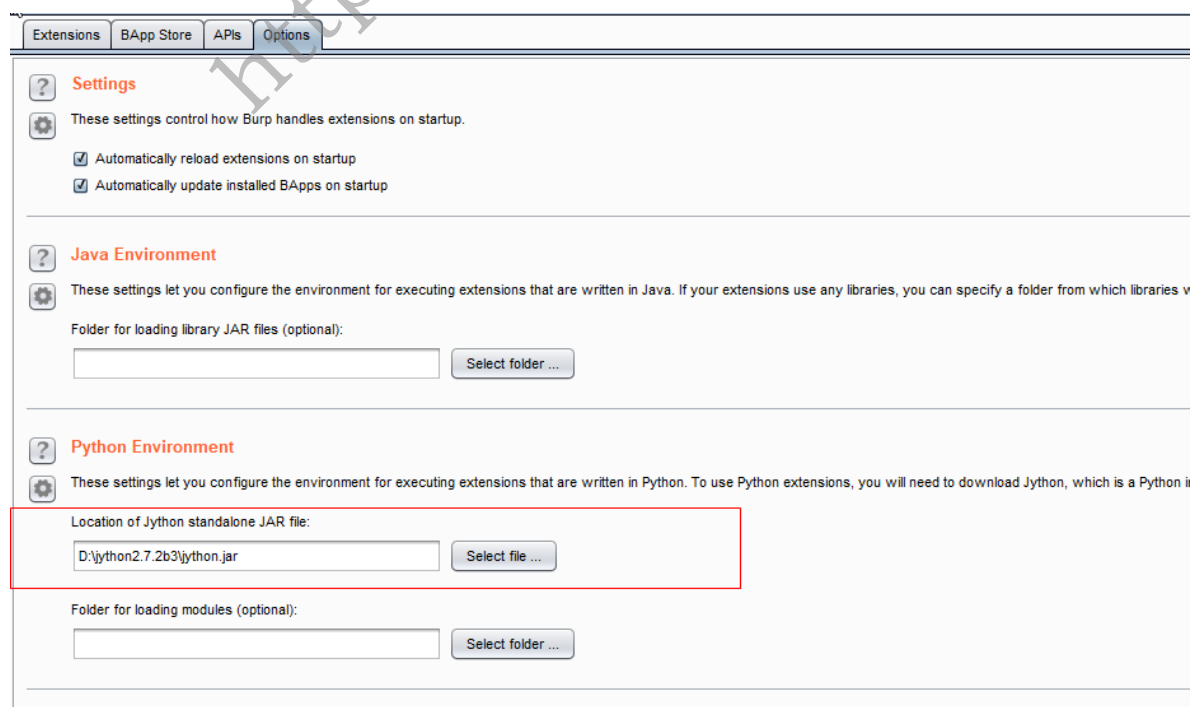 Extensions BApp Store APIs Options
http
Settings
These settings control how Burp handles extensions on startup.
Automatically reload extensions on startup
Automatically update installed BApps on startup
Java Environment
These settings let you configure the environment for executing extensions that are written in Java. If your extensions use any libraries, you can specify a folder from which libraries
Folder for loading library JAR files (optional):
Select folder ...
Python Environment
These settings let you configure the environment for executing extensions that are written in Python. To use Python extensions, you will need to download Jython, which is a Python
Location of Jython standalone JAR file:
D:\jython2.7.2b3\jython.jar Select file ...
Folder for loading modules (optional):
Select folder ...